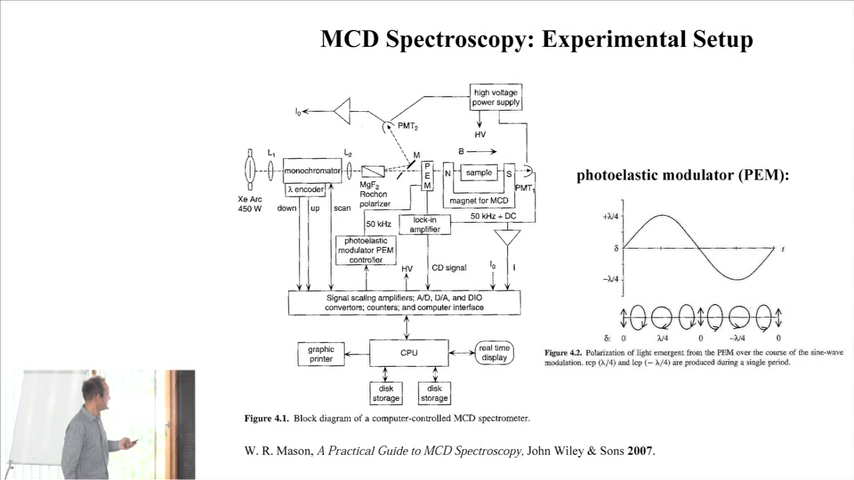 MCD Spectroscopy: Experimental Setup
high voltage
power supply
I₀
PMT₂
HV
B
L₁
L₂
M
monochromator
P
E
M
N
sample
S
λ encoder
MgF₂
Rochon
polarizer
PMT₁
magnet for MCD
Xe Arc
450 W
down
up
scan
50 kHz
lock-in
amplifier
50 kHz + DC
photoelastic
modulator PEM
controller
HV
CD signal
I₀
I
Signal scaling amplifiers; A/D, D/A, and DIO
convertors; counters; and computer interface
graphic
printer
CPU
real time
display
disk
storage
disk
storage
Figure 4.1. Block diagram of a computer-controlled MCD spectrometer.
photoelastic modulator (PEM):
+λ/4
δ
t
−λ/4
δ: 0 λ/4 0 −λ/4 0
Figure 4.2. Polarization of light emergent from the PEM over the course of the sine-wave
modulation. rcp (λ/4) and lcp (− λ/4) are produced during a single period.
W. R. Mason, A Practical Guide to MCD Spectroscopy, John Wiley & Sons 2007.